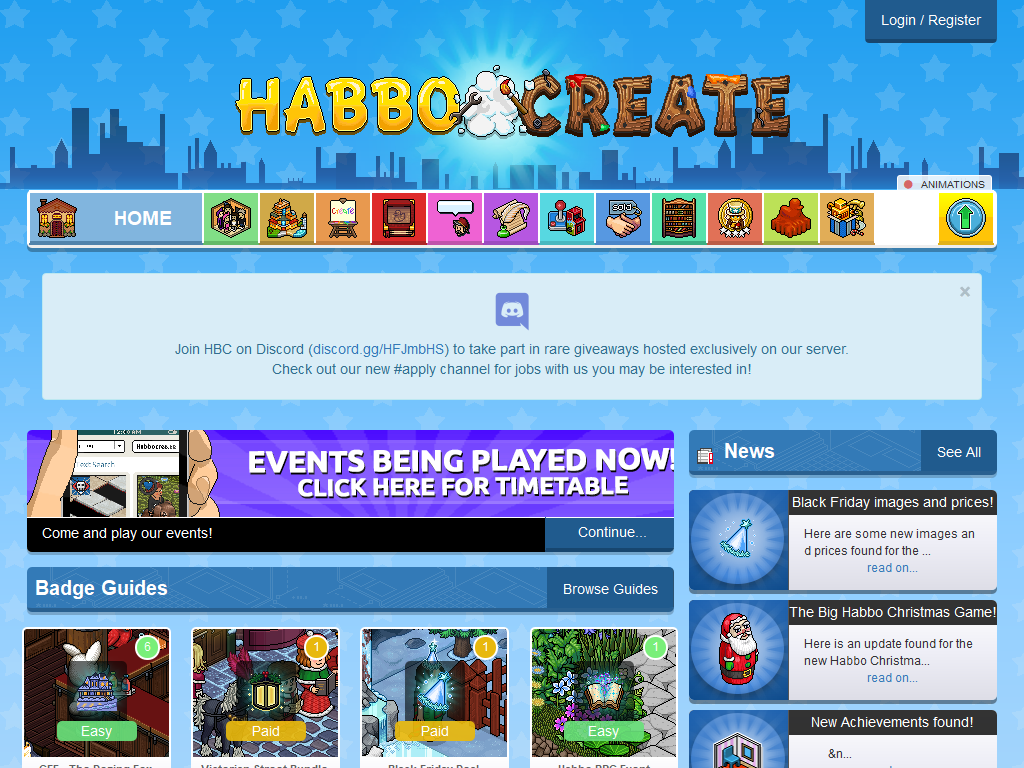 Login / Register
HABBO CREATE
ANIMATIONS
HOME
Create
Sold
Join HBC on Discord (discord.gg/HFJmbHS) to take part in rare giveaways hosted exclusively on our server.
Check out our new #apply channel for jobs with us you may be interested in!
Text Search
EVENTS BEING PLAYED NOW!
CLICK HERE FOR TIMETABLE
Come and play our events!
Continue...
News
See All
Black Friday images and prices!
Here are some new images an
d prices found for the ...
read on...
Badge Guides
Browse Guides
The Big Habbo Christmas Game!
Here is an update found for the
new Habbo Christma...
read on...
6
1
1
1
Easy
Paid
Paid
Easy
New Achievements found!
&n...